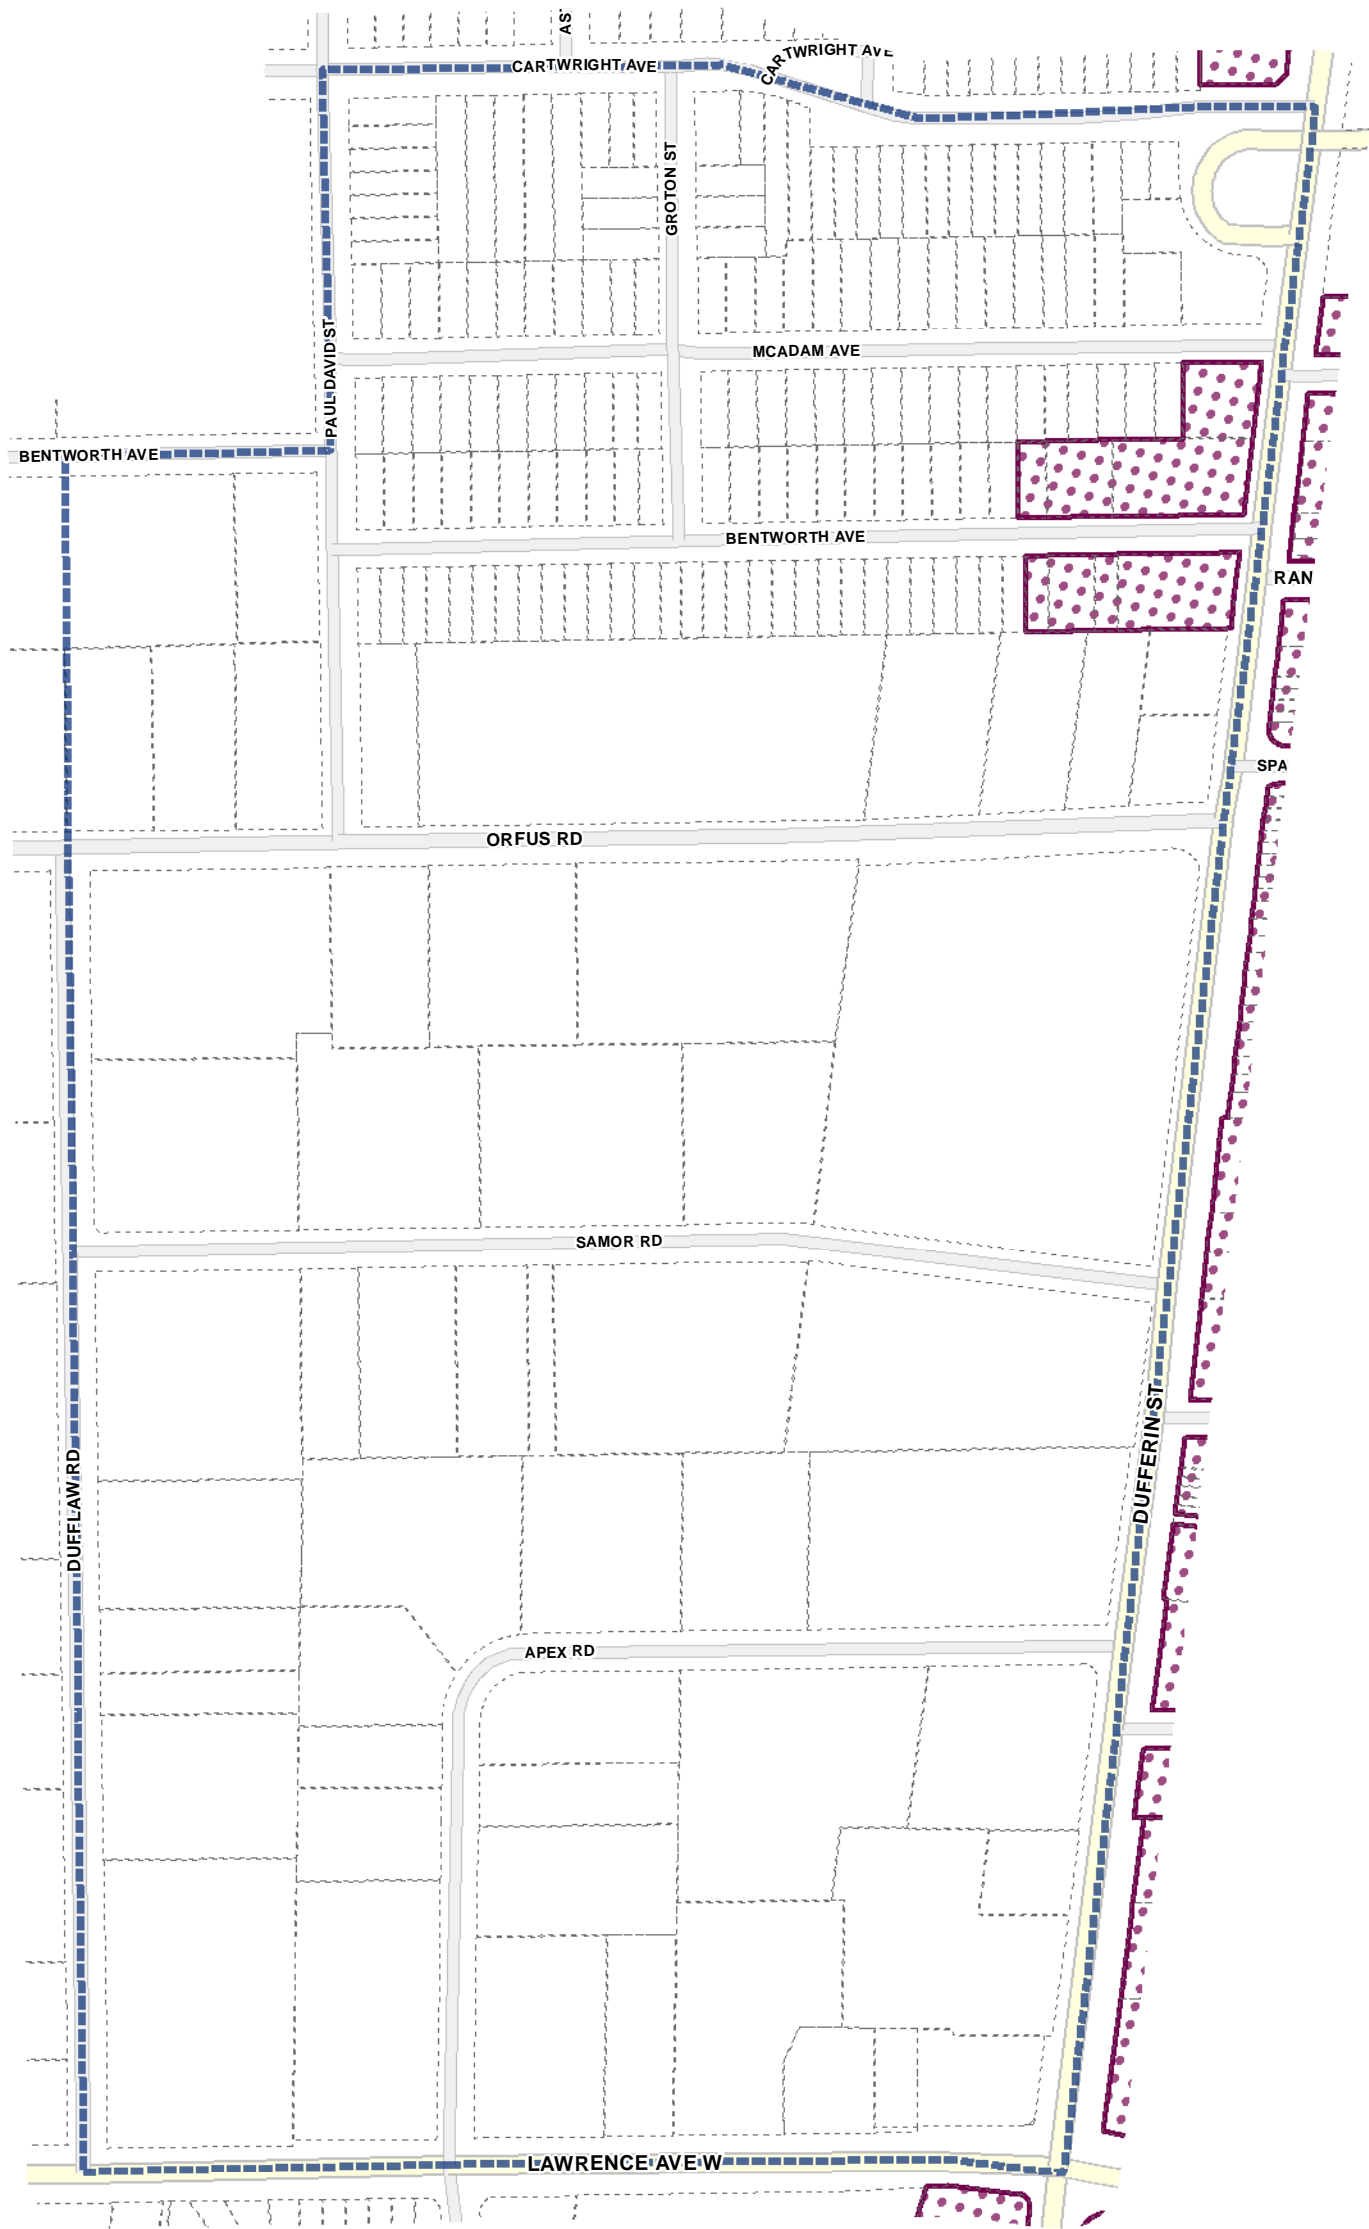 AS
CARTWRIGHT AVE
CARTWRIGHT AVE
GROTON ST
MCADAM AVE
PAUL DAVID ST
BENTWORTH AVE
BENTWORTH AVE
RAN
SPA
ORFUS RD
SAMOR RD
DUFFERIN ST
DUFFLAW RD
APEX RD
LAWRENCE AVE W